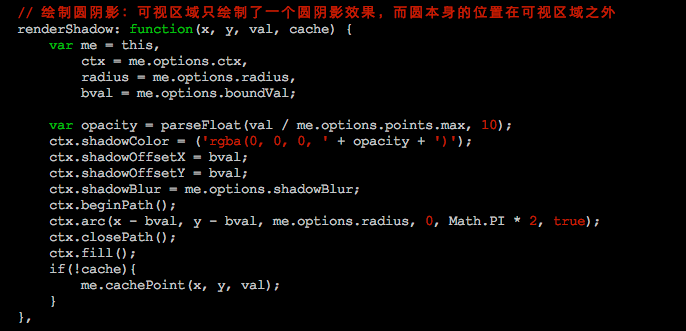 // 绘制圆阴影：可视区域只绘制了一个圆阴影效果，而圆本身的位置在可视区域之外
renderShadow: function(x, y, val, cache) {
    var me = this,
        ctx = me.options.ctx,
        radius = me.options.radius,
        bval = me.options.boundVal;

    var opacity = parseFloat(val / me.options.points.max, 10);
    ctx.shadowColor = ('rgba(0, 0, 0, ' + opacity + ')');
    ctx.shadowOffsetX = bval;
    ctx.shadowOffsetY = bval;
    ctx.shadowBlur = me.options.shadowBlur;
    ctx.beginPath();
    ctx.arc(x - bval, y - bval, me.options.radius, 0, Math.PI * 2, true);
    ctx.closePath();
    ctx.fill();
    if(!cache){
        me.cachePoint(x, y, val);
    }
},